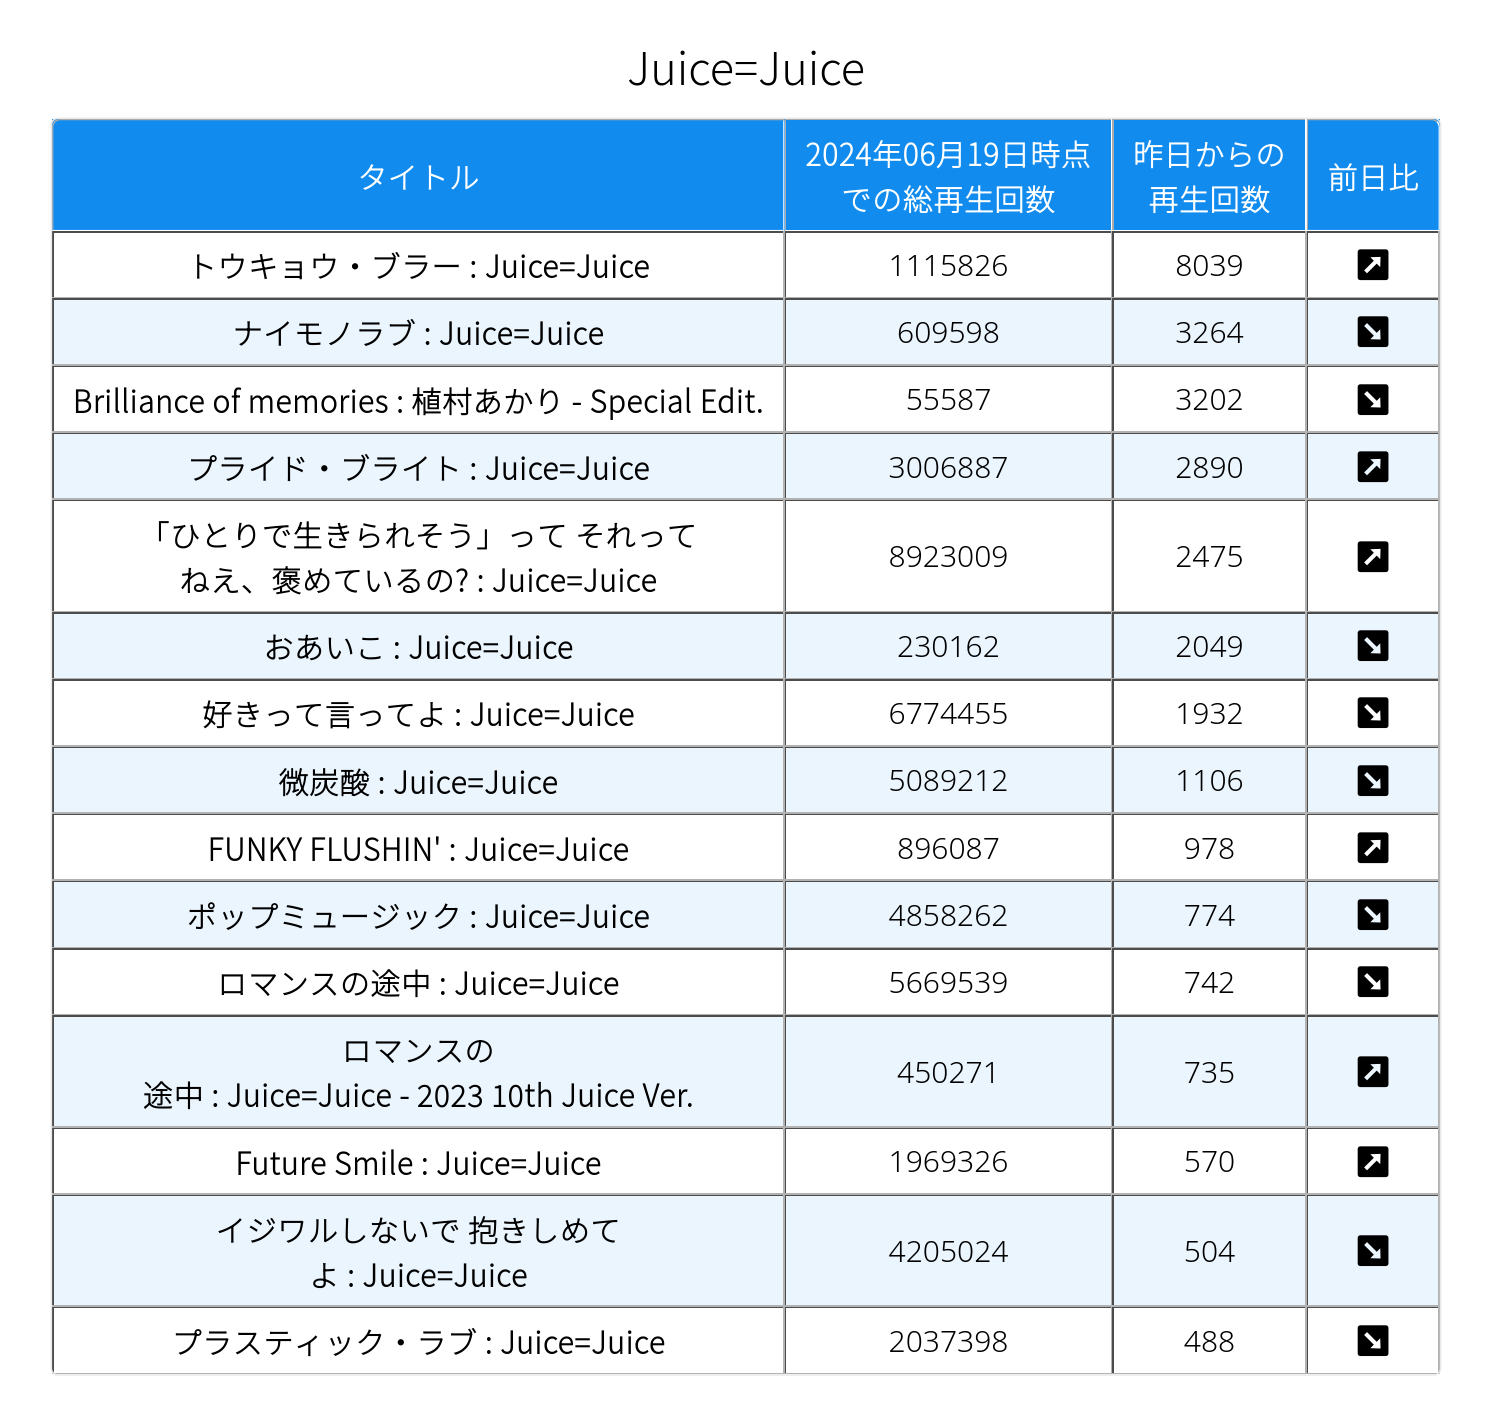 Juice=Juice
タイトル
2024年06月19日時点
での総再生回数
昨日からの
再生回数
前日比
トウキョウ・ブラー : Juice=Juice 1115826 8039
ナイモノラブ : Juice=Juice 609598 3264
Brilliance of memories : 植村あかり - Special Edit. 55587 3202
プライド・ブライト : Juice=Juice 3006887 2890
「ひとりで生きられそう」って それって
ねえ、褒めているの? : Juice=Juice 8923009 2475
おあいこ : Juice=Juice 230162 2049
好きって言ってよ : Juice=Juice 6774455 1932
微炭酸 : Juice=Juice 5089212 1106
FUNKY FLUSHIN' : Juice=Juice 896087 978
ポップミュージック : Juice=Juice 4858262 774
ロマンスの途中 : Juice=Juice 5669539 742
ロマンスの
途中 : Juice=Juice - 2023 10th Juice Ver. 450271 735
Future Smile : Juice=Juice 1969326 570
イジワルしないで 抱きしめて
よ : Juice=Juice 4205024 504
プラスティック・ラブ : Juice=Juice 2037398 488